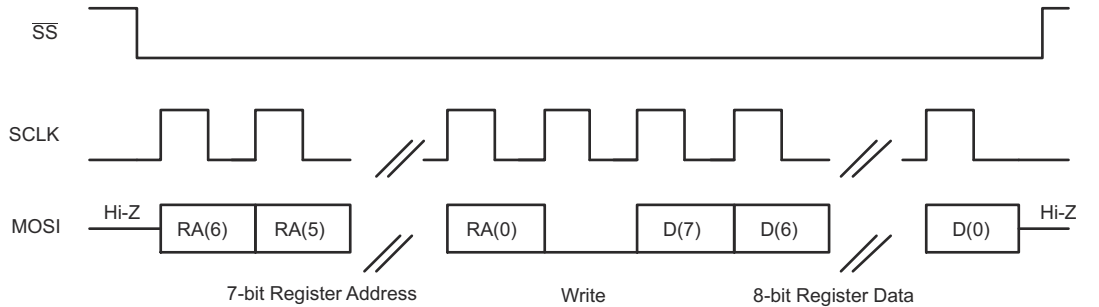 SS
SCLK
MOSI Hi-Z RA(6) RA(5) RA(0) D(7) D(6) D(0) Hi-Z
7-bit Register Address Write 8-bit Register Data